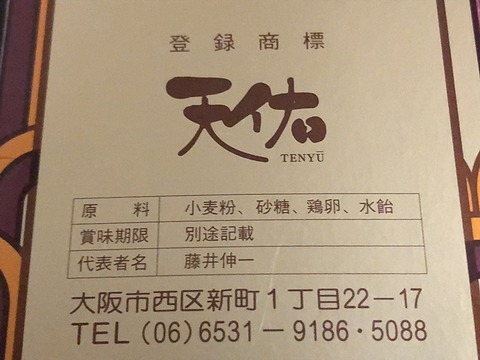 登録商標
天佑
TENYŪ
原料 小麦粉、砂糖、鶏卵、水飴
賞味期限 別途記載
代表者名 藤井伸一
大阪市西区新町1丁目22-17
TEL(06)6531-9186・5088